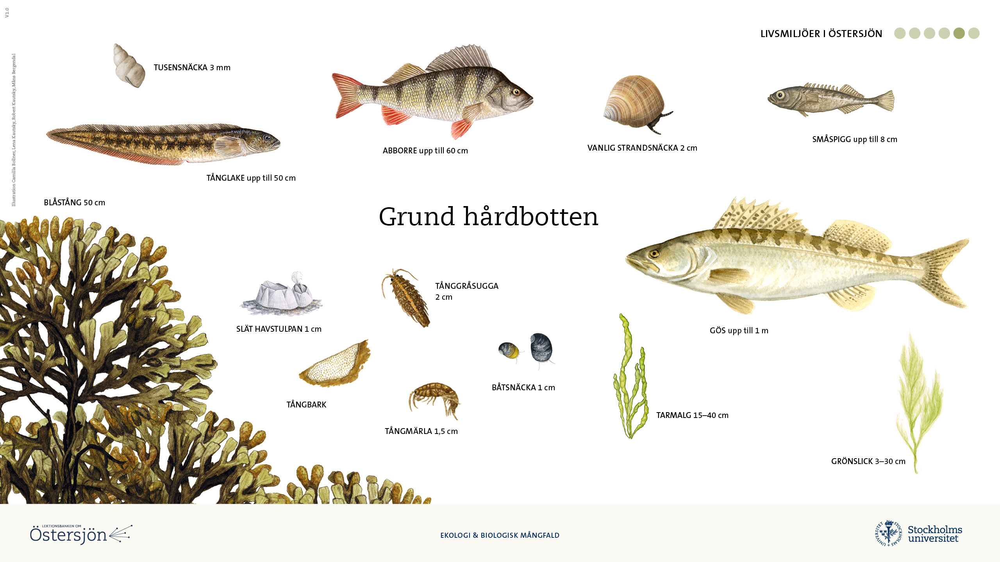 V1.0
LIVSMILJÖER I ÖSTERSJÖN
Illustration Camilla Bollner, Lena Kautsky, Robert Kautsky, Måns Bergendal
TUSENSNÄCKA 3 mm
TÅNGLAKE upp till 50 cm
ABBORRE upp till 60 cm
VANLIG STRANDSNÄCKA 2 cm
SMÅSPIGG upp till 8 cm
BLÅSTÅNG 50 cm
Grund hårdbotten
SLÄT HAVSTULPAN 1 cm
TÅNGGRÅSUGGA
2 cm
GÖS upp till 1 m
TÅNGBARK
BÅTSNÄCKA 1 cm
TÅNGMÄRLA 1,5 cm
TARMALG 15–40 cm
GRÖNSLICK 3–30 cm
LEKTIONSBANKEN OM
Östersjön
EKOLOGI & BIOLOGISK MÅNGFALD
STOCKHOLMS UNIVERSITET
Stockholms
universitet